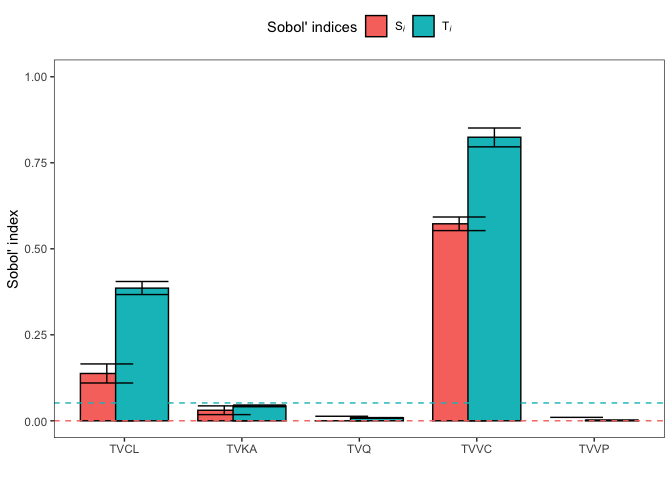 Sobol' indices Si Ti
Sobol' index
1.00
0.75
0.50
0.25
0.00
TVCL TVKA TVQ TVVC TVVP